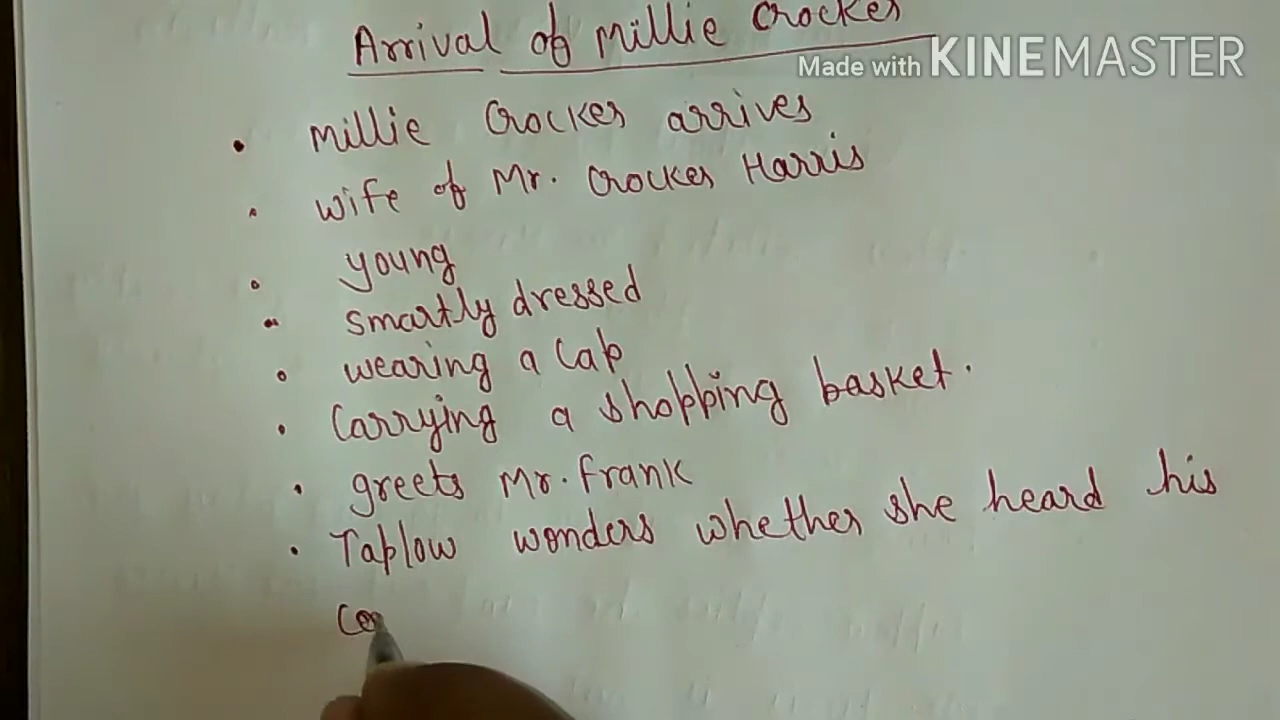 Arrival of Millie Crocker
Made with KINEMASTER
• Millie Crocker arrives
• wife of Mr. Crocker Harris
• young
• smartly dressed
• wearing a cap
• Carrying a shopping basket.
• greets Mr. Frank
• Taplow wonders whether she heard his